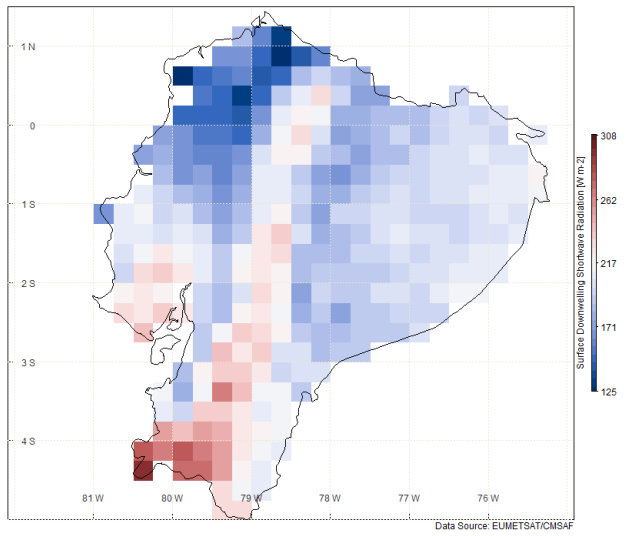 1 N
0
1 S
2 S
3 S
4 S
81 W
80 W
79 W
78 W
77 W
76 W
308
262
217
171
125
Surface Downwelling Shortwave Radiation [W m-2]
Data Source: EUMETSAT/CMSAF